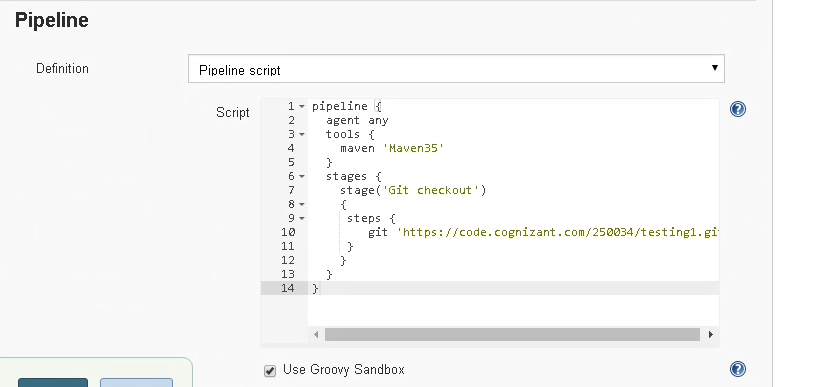 Pipeline
Definition
Pipeline script
Script
1 pipeline {
2 agent any
3 tools {
4 maven 'Maven35'
5 }
6 stages {
7 stage('Git checkout')
8 {
9 steps {
10 git 'https://code.cognizant.com/250034/testing1.gi
11 }
12 }
13 }
14 }
Use Groovy Sandbox